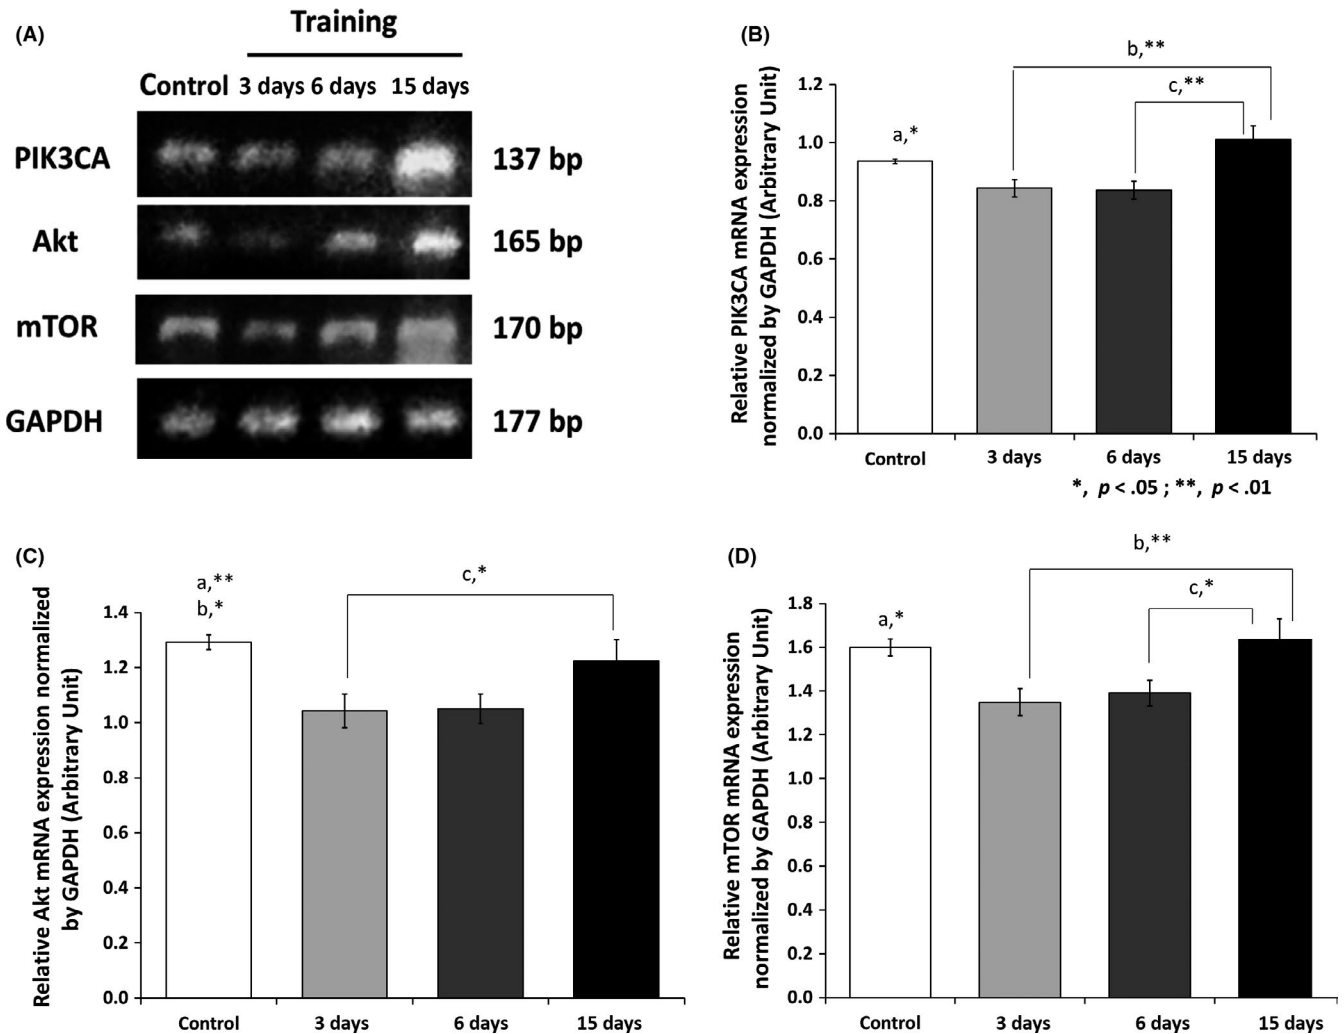 (A)
Training
Control 3 days 6 days 15 days
PIK3CA 137 bp
Akt 165 bp
mTOR 170 bp
GAPDH 177 bp
(B)
Relative PIK3CA mRNA expression
normalized by GAPDH (Arbitrary Unit)
b,**
c,**
a,*
1.2
1.0
0.8
0.6
0.4
0.2
0.0
Control 3 days 6 days 15 days
*, p < .05 ; **, p < .01
(C)
Relative Akt mRNA expression normalized
by GAPDH (Arbitrary Unit)
a,**
b,*
c,*
1.4
1.2
1.0
0.8
0.6
0.4
0.2
0.0
Control 3 days 6 days 15 days
(D)
Relative mTOR mRNA expression
normalized by GAPDH (Arbitrary Unit)
b,**
c,*
a,*
1.8
1.6
1.4
1.2
1.0
0.8
0.6
0.4
0.2
0.0
Control 3 days 6 days 15 days